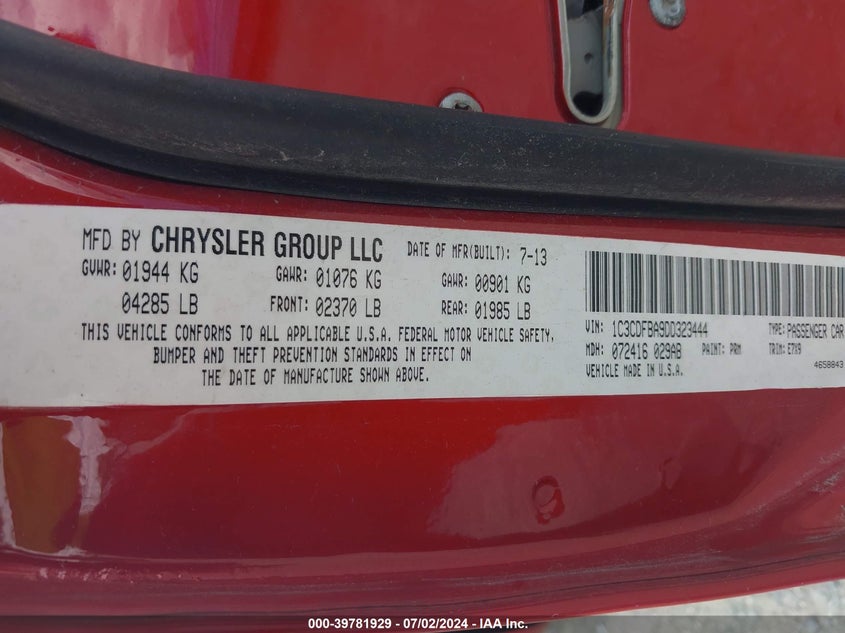 MFD BY CHRYSLER GROUP LLC DATE OF MFR(BUILT): 7-13
GVWR: 01944 KG GAWR: 01076 KG GAWR: 00901 KG
04285 LB FRONT: 02370 LB REAR: 01985 LB
THIS VEHICLE CONFORMS TO ALL APPLICABLE U.S.A. FEDERAL MOTOR VEHICLE SAFETY,
BUMPER AND THEFT PREVENTION STANDARDS IN EFFECT ON
THE DATE OF MANUFACTURE SHOWN ABOVE.
VIN: 1C3CDFBA9DD323444 TYPE: PASSENGER CAR
MDH: 072416 029AB PAINT: PRM TRIM: E7X9
VEHICLE MADE IN U.S.A. 4658843
000-39781929 - 07/02/2024 - IAA Inc.